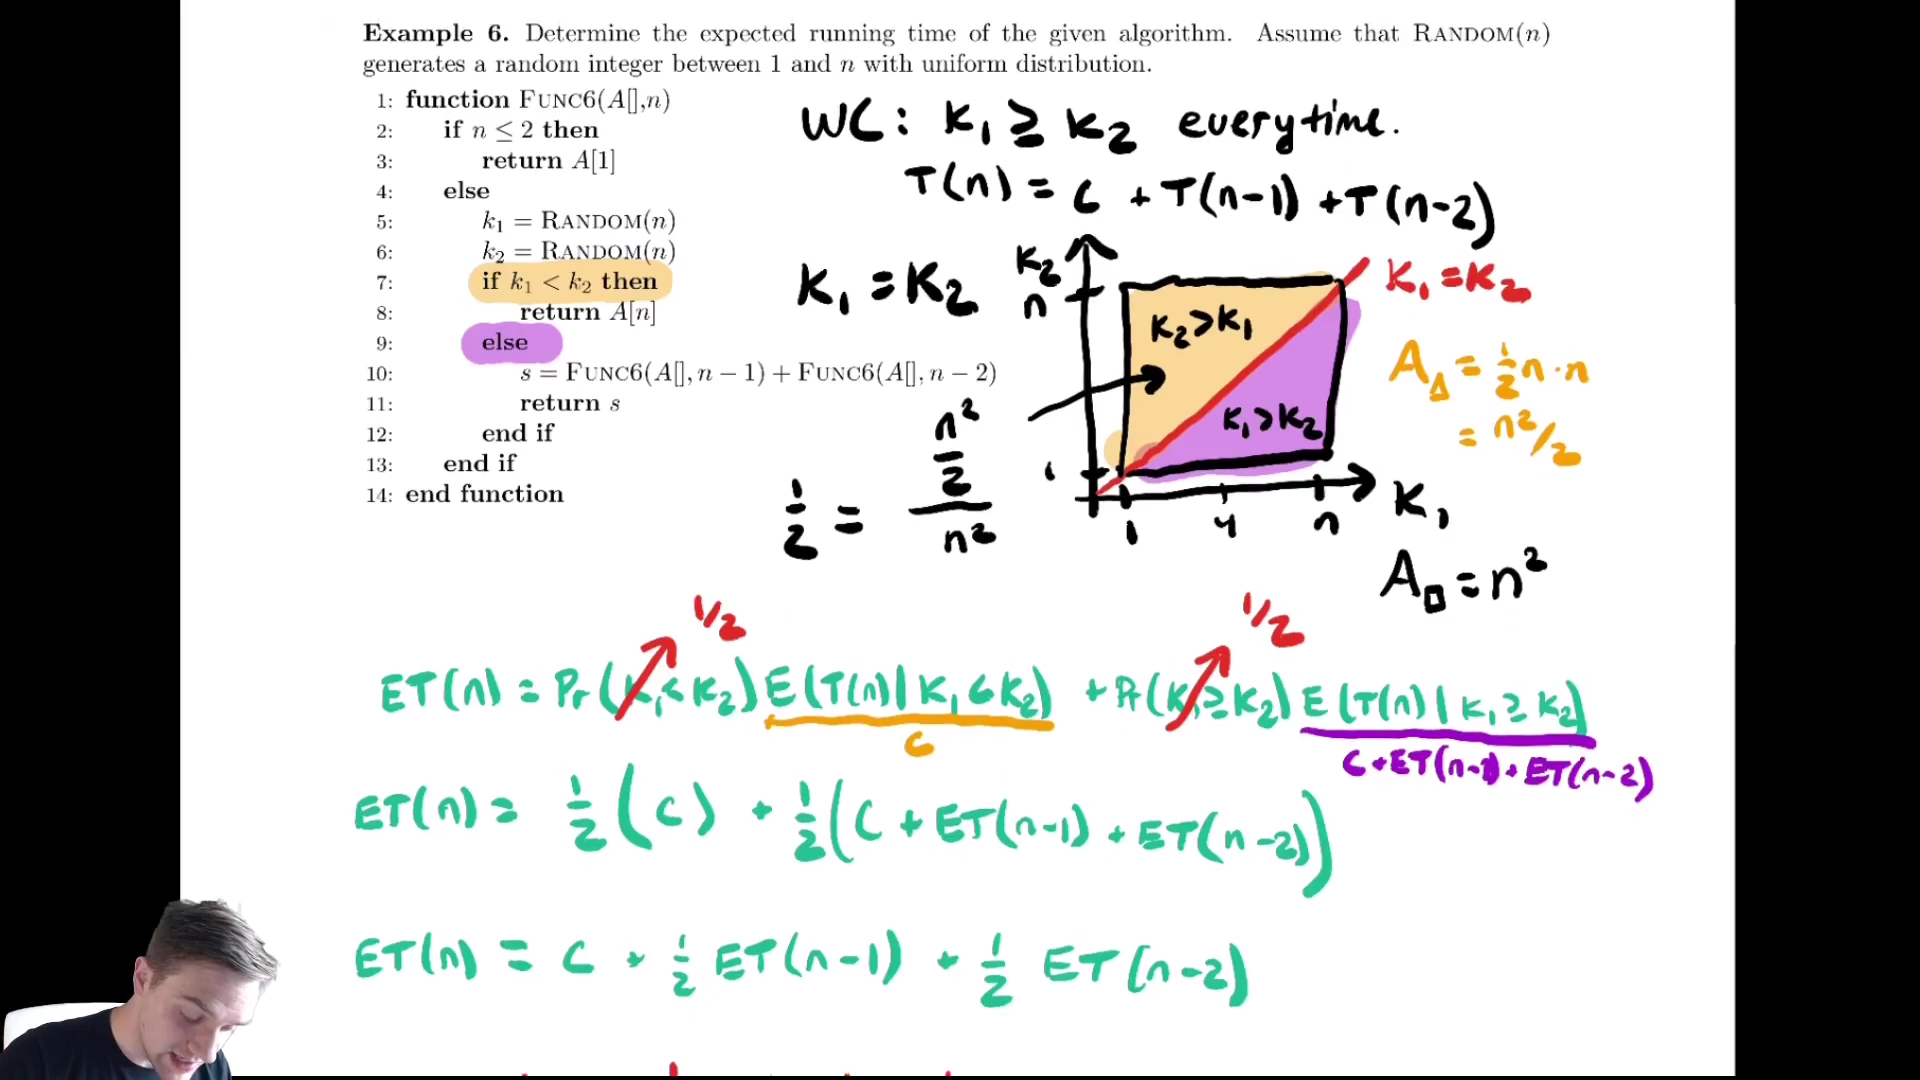 Example 6. Determine the expected running time of the given algorithm. Assume that RANDOM(n)
generates a random integer between 1 and n with uniform distribution.
1: function FUNC6(A[],n)
2: if n ≤ 2 then
3: return A[1]
4: else
5: k₁ = RANDOM(n)
6: k₂ = RANDOM(n)
7: if k₁ < k₂ then
8: return A[n]
9: else
10: s = FUNC6(A[], n − 1) + FUNC6(A[], n − 2)
11: return s
12: end if
13: end if
14: end function
WC: K₁ ≥ K₂ every time.
T(n) = C + T(n-1) + T(n-2)
K₁ = K₂
K₂
n
K₁ = K₂
K₂ > K₁
K₁ > K₂
A△ = ½ n · n
= n²/2
1
1
4
n
K₁
½ = (n²/2)/n²
A□ = n²
1/2
1/2
ET(n) = Pr(K₁ < K₂) E(T(n) | K₁ < K₂) + Pr(K₁ ≥ K₂) E(T(n) | K₁ ≥ K₂)
C
C + ET(n-1) + ET(n-2)
ET(n) = ½(C) + ½(C + ET(n-1) + ET(n-2))
ET(n) = C + ½ ET(n-1) + ½ ET(n-2)